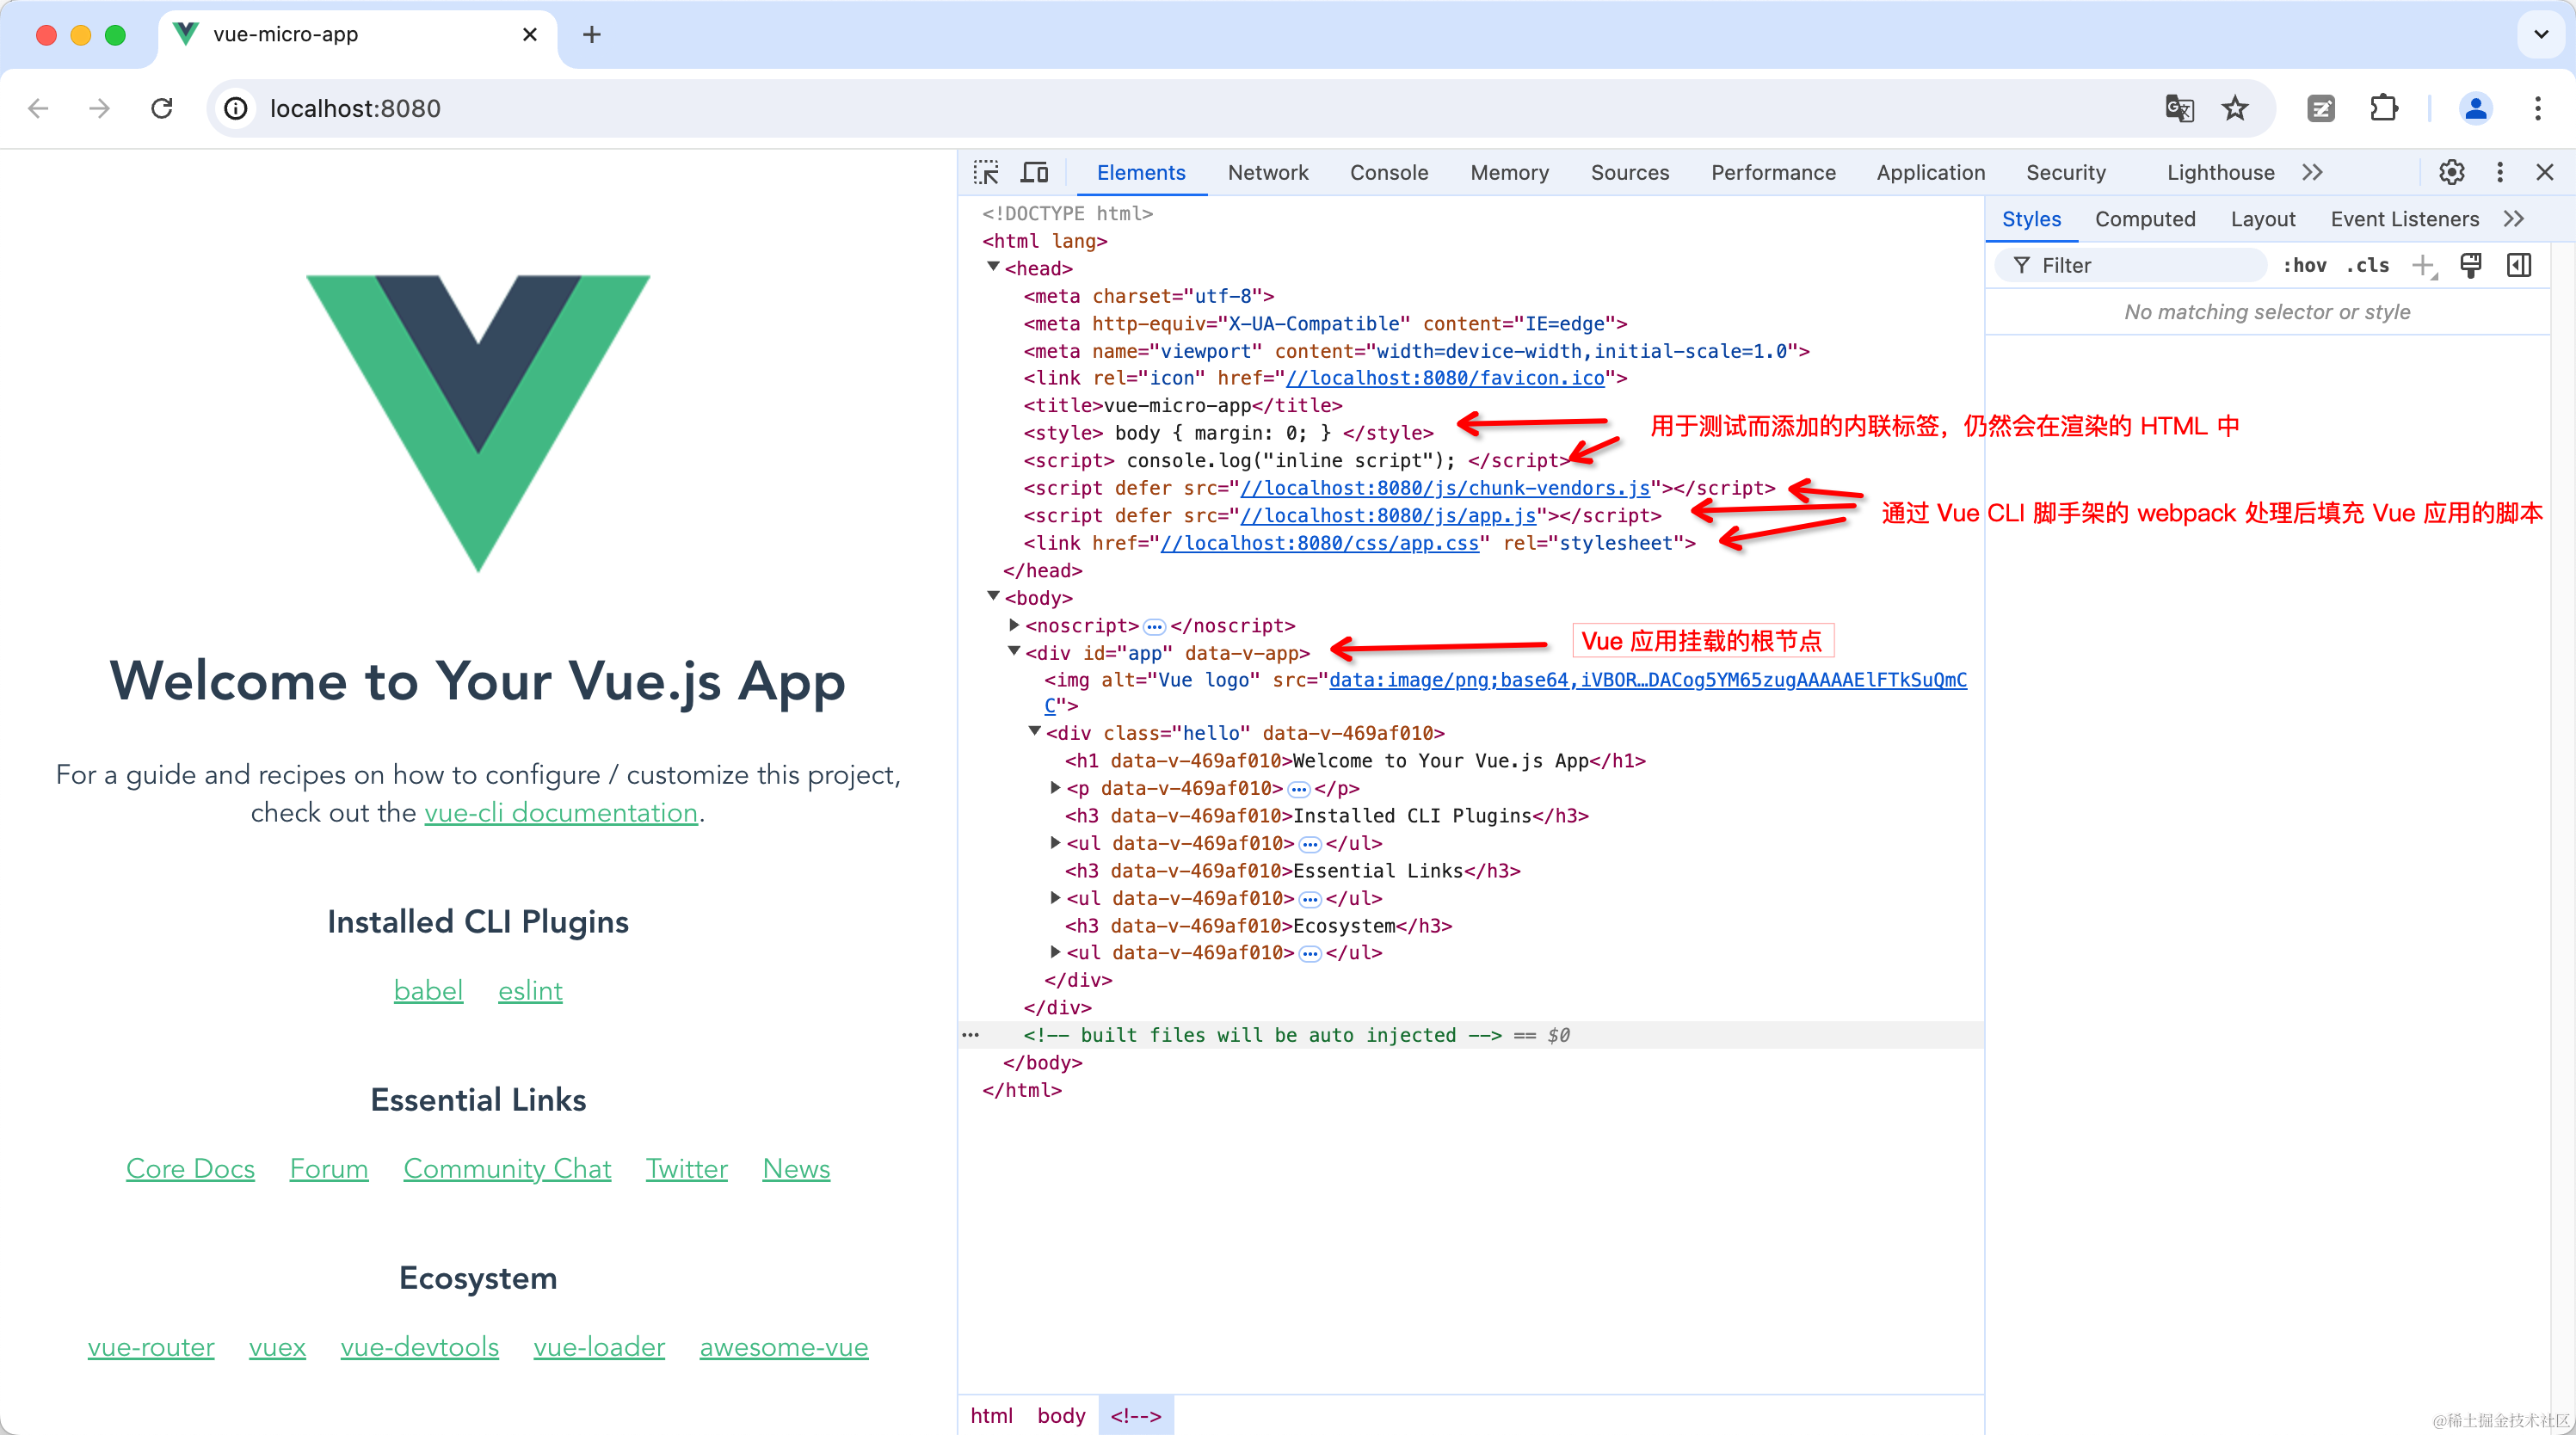 vue-micro-app
localhost:8080
Welcome to Your Vue.js App
For a guide and recipes on how to configure / customize this project,
check out the vue-cli documentation.
Installed CLI Plugins
babel eslint
Essential Links
Core Docs Forum Community Chat Twitter News
Ecosystem
vue-router vuex vue-devtools vue-loader awesome-vue
Elements Network Console Memory Sources Performance Application Security Lighthouse
<!DOCTYPE html>
<html lang>
<head>
<meta charset="utf-8">
<meta http-equiv="X-UA-Compatible" content="IE=edge">
<meta name="viewport" content="width=device-width,initial-scale=1.0">
<link rel="icon" href="//localhost:8080/favicon.ico">
<title>vue-micro-app</title>
<style> body { margin: 0; } </style>
<script> console.log("inline script"); </script>
<script defer src="//localhost:8080/js/chunk-vendors.js"></script>
<script defer src="//localhost:8080/js/app.js"></script>
<link href="//localhost:8080/css/app.css" rel="stylesheet">
</head>
<body>
<noscript>…</noscript>
<div id="app" data-v-app>
<img alt="Vue logo" src="data:image/png;base64,iVBOR…DACog5YM65zugAAAAAElFTkSuQmC
C">
<div class="hello" data-v-469af010>
<h1 data-v-469af010>Welcome to Your Vue.js App</h1>
<p data-v-469af010>…</p>
<h3 data-v-469af010>Installed CLI Plugins</h3>
<ul data-v-469af010>…</ul>
<h3 data-v-469af010>Essential Links</h3>
<ul data-v-469af010>…</ul>
<h3 data-v-469af010>Ecosystem</h3>
<ul data-v-469af010>…</ul>
</div>
</div>
<!-- built files will be auto injected --> == $0
</body>
</html>
用于测试而添加的内联标签，仍然会在渲染的 HTML 中
通过 Vue CLI 脚手架的 webpack 处理后填充 Vue 应用的脚本
Vue 应用挂载的根节点
html body <!-->
Styles Computed Layout Event Listeners
Filter :hov .cls
No matching selector or style
@稀土掘金技术社区